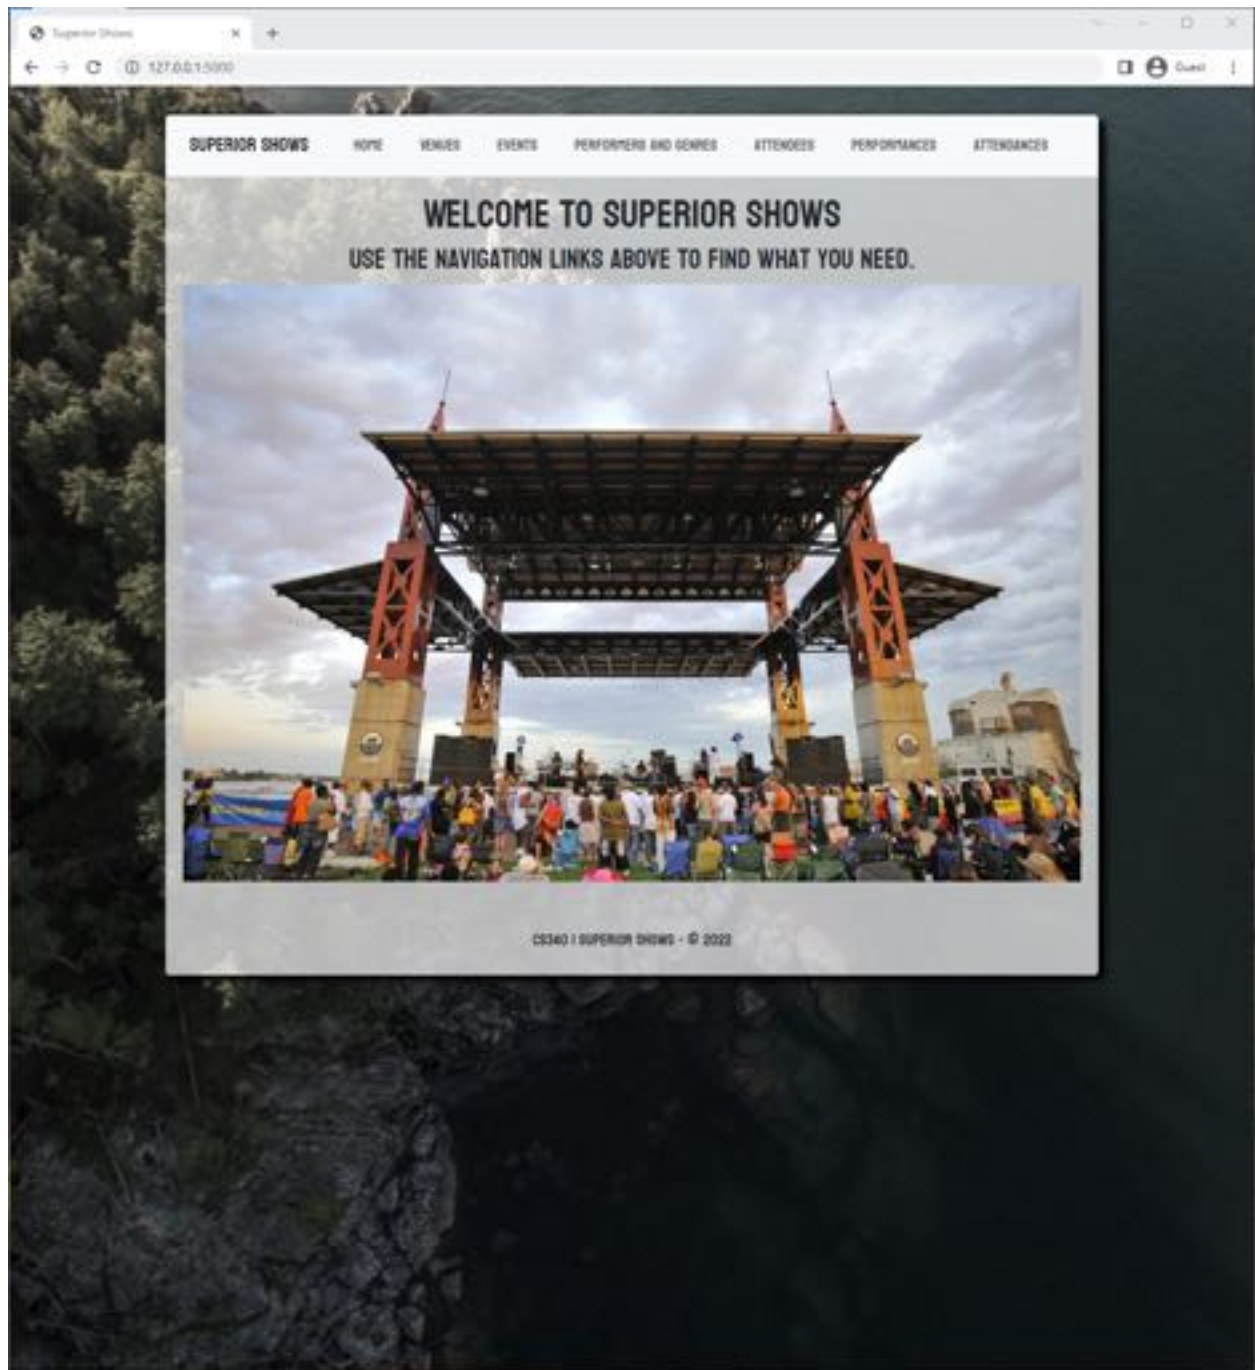 Superior Shows
127.0.0.1:5000
Guest
SUPERIOR SHOWS HOME VENUES EVENTS PERFORMERS AND GENRES ATTENDEES PERFORMANCES ATTENDANCES
WELCOME TO SUPERIOR SHOWS
USE THE NAVIGATION LINKS ABOVE TO FIND WHAT YOU NEED.
CS340 | SUPERIOR SHOWS - © 2022